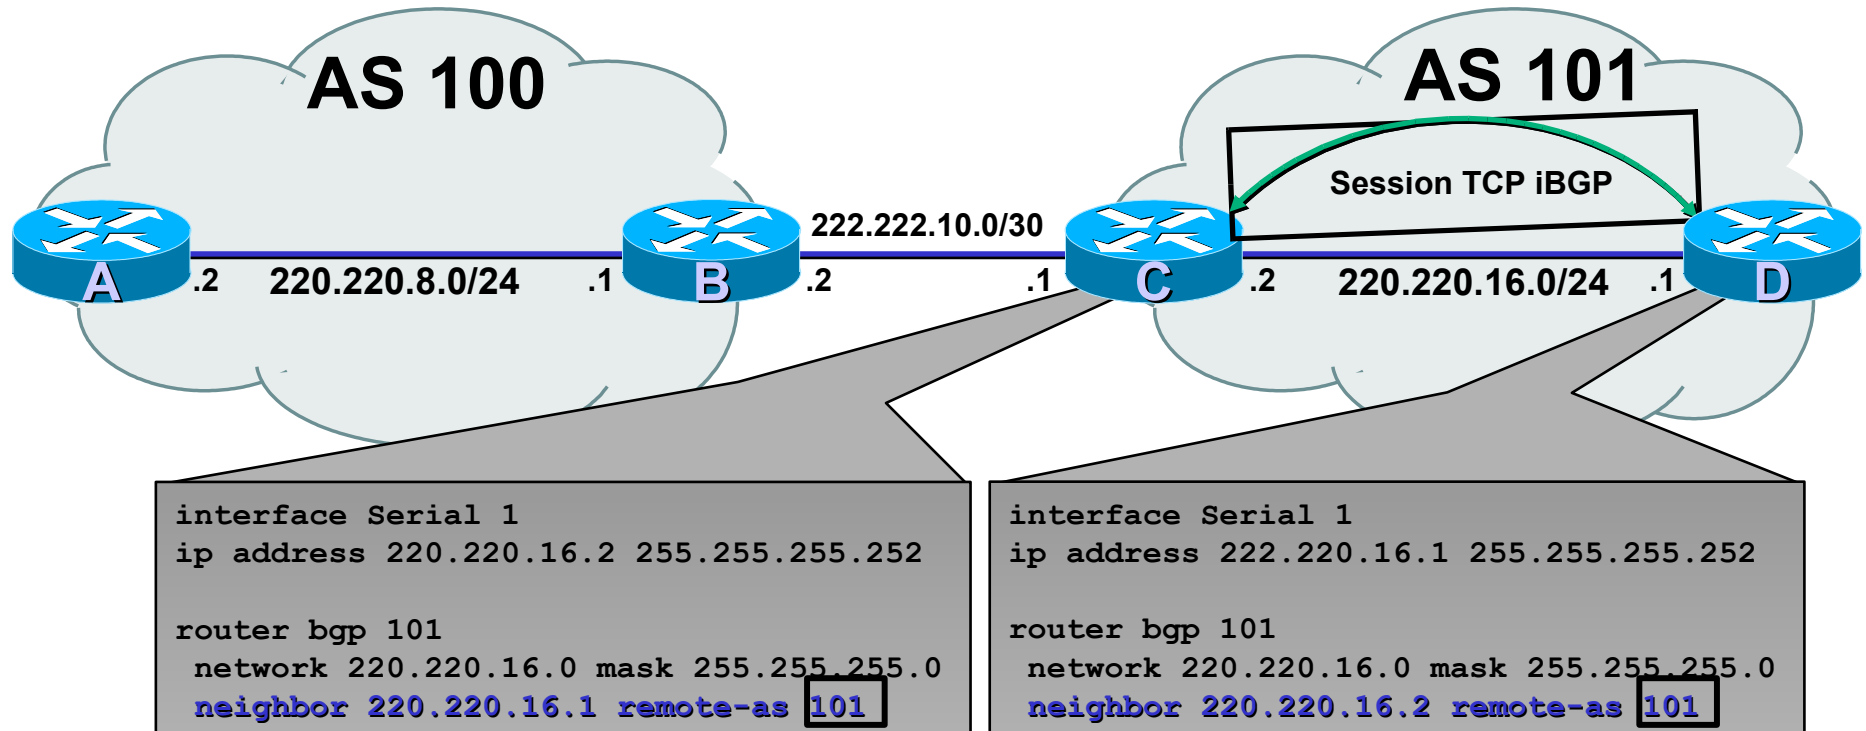 AS 100
AS 101
Session TCP iBGP
222.222.10.0/30
A
.2
220.220.8.0/24
.1
B
.2
.1
C
.2
220.220.16.0/24
.1
D
interface Serial 1
ip address 220.220.16.2 255.255.255.252
router bgp 101
network 220.220.16.0 mask 255.255.255.0
neighbor 220.220.16.1 remote-as 101
interface Serial 1
ip address 222.220.16.1 255.255.255.252
router bgp 101
network 220.220.16.0 mask 255.255.255.0
neighbor 220.220.16.2 remote-as 101